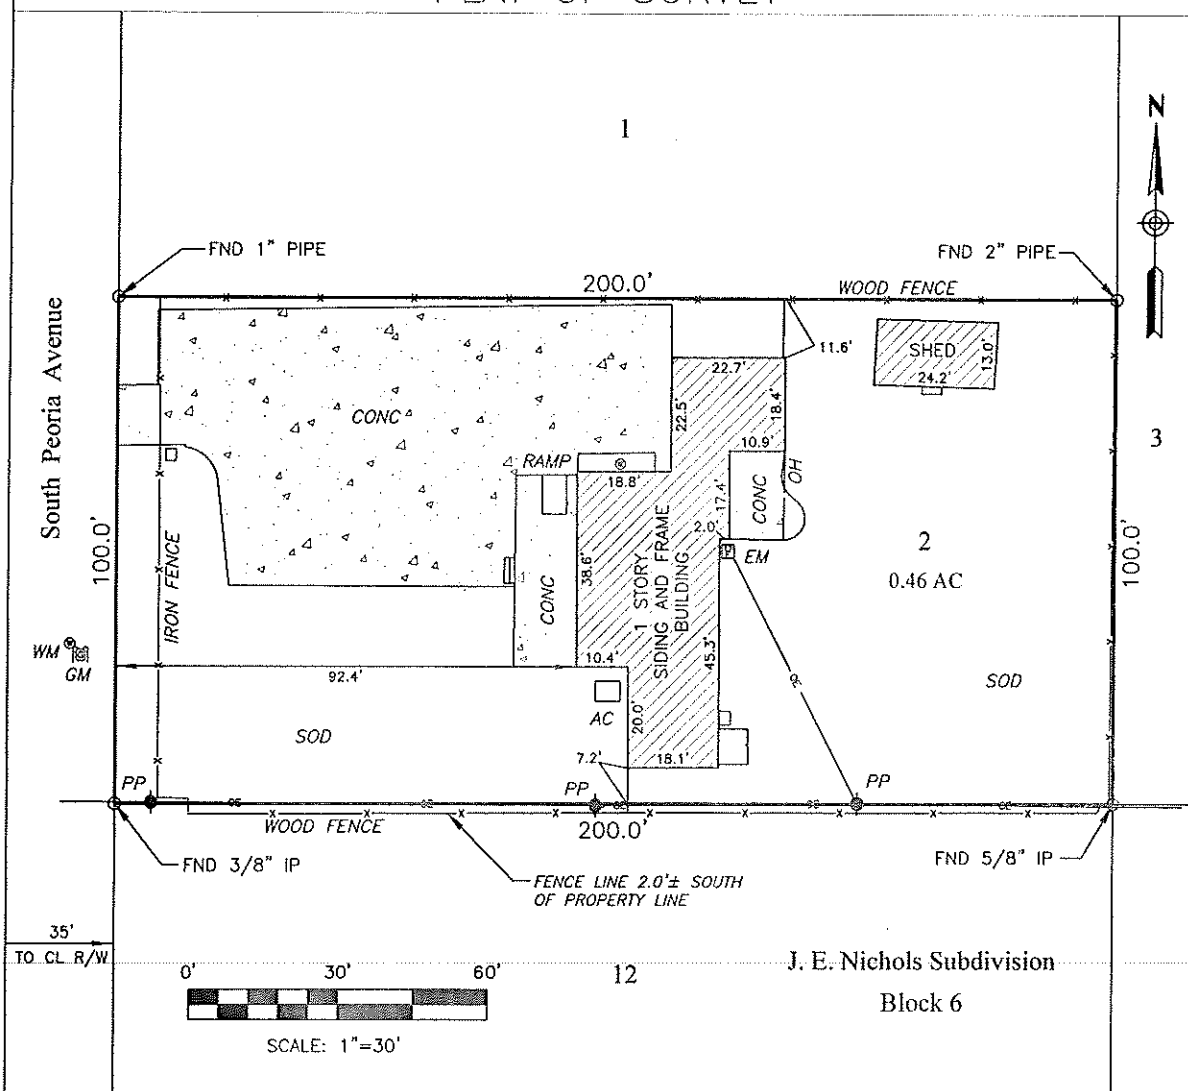 PLAT OF SURVEY
1
N
FND 1" PIPE
FND 2" PIPE
200.0'
WOOD FENCE
South Peoria Avenue
11.6'
SHED
13.0'
24.2'
22.7'
22.5'
18.4'
CONC
3
10.9'
RAMP
OH
18.8'
CONC
17.4'
2.0'
EM
2
0.46 AC
100.0'
100.0'
IRON FENCE
38.6'
CONC
1 STORY
SIDING AND FRAME
BUILDING
45.3'
WM
GM
10.4'
92.4'
OE
SOD
AC
20.0'
SOD
7.2'
18.1'
PP
PP
PP
OE
OE
OE
OE
OE
WOOD FENCE
200.0'
FND 3/8" IP
FND 5/8" IP
FENCE LINE 2.0'± SOUTH
OF PROPERTY LINE
35'
TO CL R/W
0' 30' 60'
12
J. E. Nichols Subdivision
Block 6
SCALE: 1"=30'